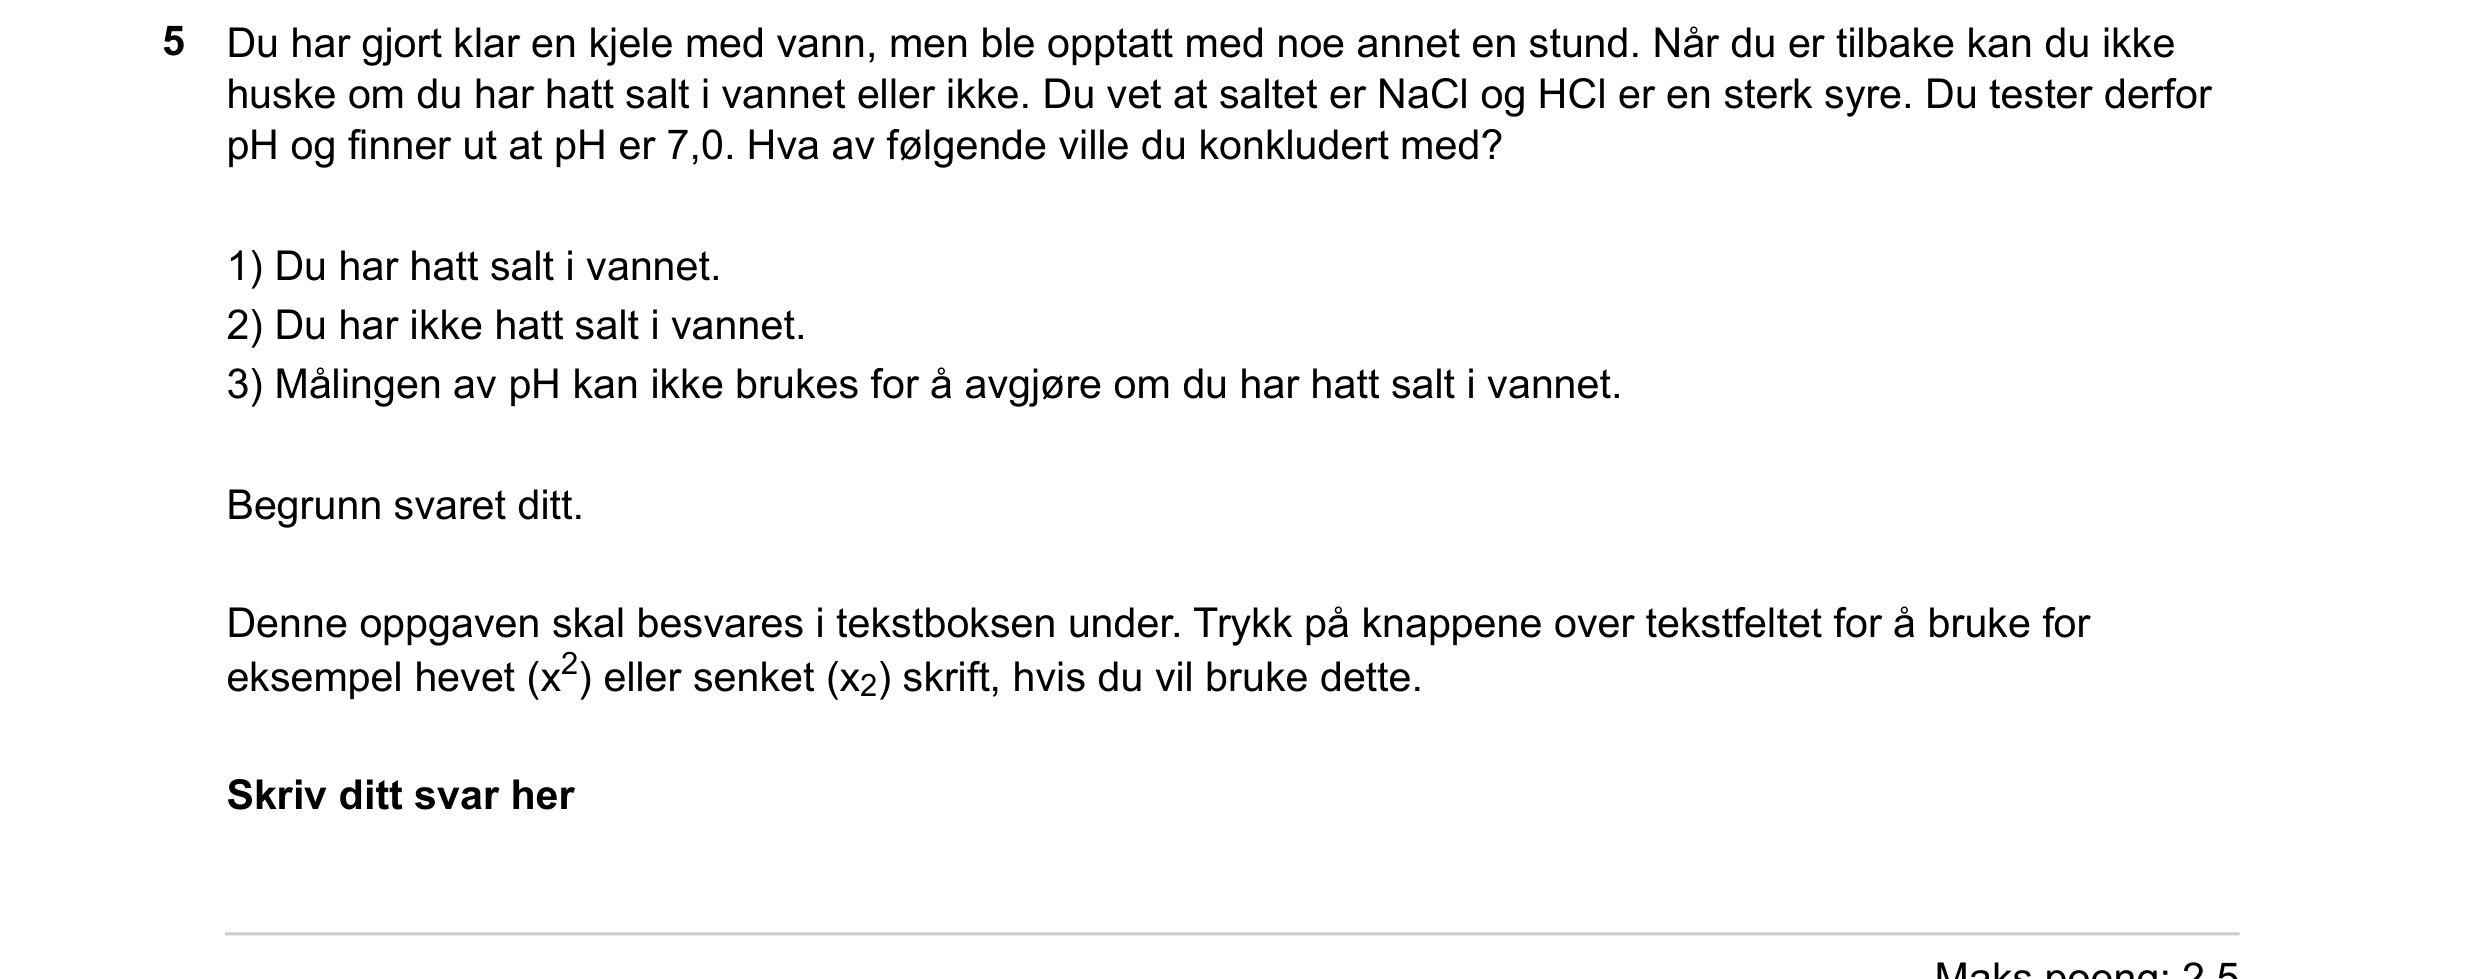 5 Du har gjort klar en kjele med vann, men ble opptatt med noe annet en stund. Når du er tilbake kan du ikke
huske om du har hatt salt i vannet eller ikke. Du vet at saltet er NaCl og HCl er en sterk syre. Du tester derfor
pH og finner ut at pH er 7,0. Hva av følgende ville du konkludert med?
1) Du har hatt salt i vannet.
2) Du har ikke hatt salt i vannet.
3) Målingen av pH kan ikke brukes for å avgjøre om du har hatt salt i vannet.
Begrunn svaret ditt.
Denne oppgaven skal besvares i tekstboksen under. Trykk på knappene over tekstfeltet for å bruke for
eksempel hevet (x²) eller senket (x₂) skrift, hvis du vil bruke dette.
Skriv ditt svar her
Maks poeng: 2,5